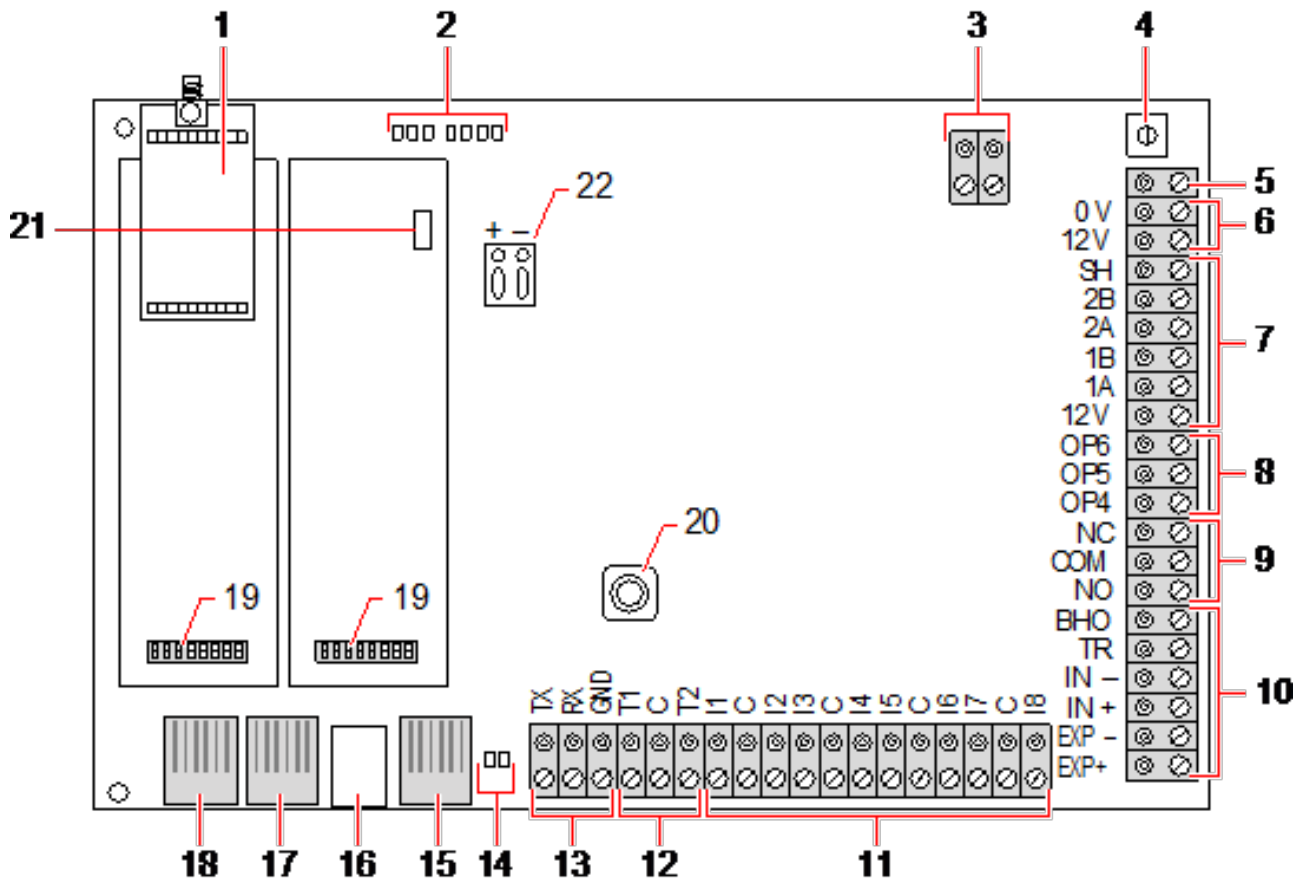 1 2 3 4
5
0 V
6
12 V
SH
2B
2A
7
1B
1A
12 V
OP6
OP5
8
OP4
NC
COM
9
NO
BHO
TR
IN –
10
IN +
EXP –
EXP+
21
22
+ –
20
19 19
TX RX GND T1 C T2 I1 C I2 I3 C I4 I5 C I6 I7 C I8
18 17 16 15 14 13 12 11